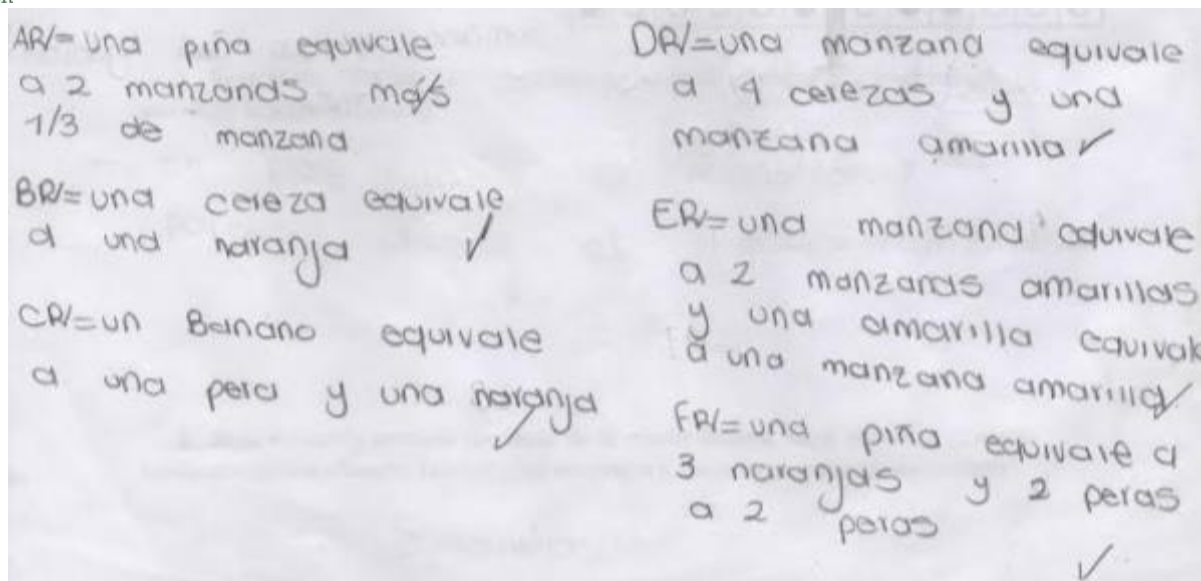 AR/= una piña equivale
a 2 manzanas más
1/3 de manzana
BR/= una cereza equivale
a una naranja
CR/= un Banano equivale
a una pera y una naranja
DR/= una manzana equivale
a 4 cerezas y una
manzana amarilla
ER/= una manzana equivale
a 2 manzanas amarillas
y una amarilla equivale
a una manzana amarilla
FR/= una piña equivale a
3 naranjas y 2 peras
a 2 peras